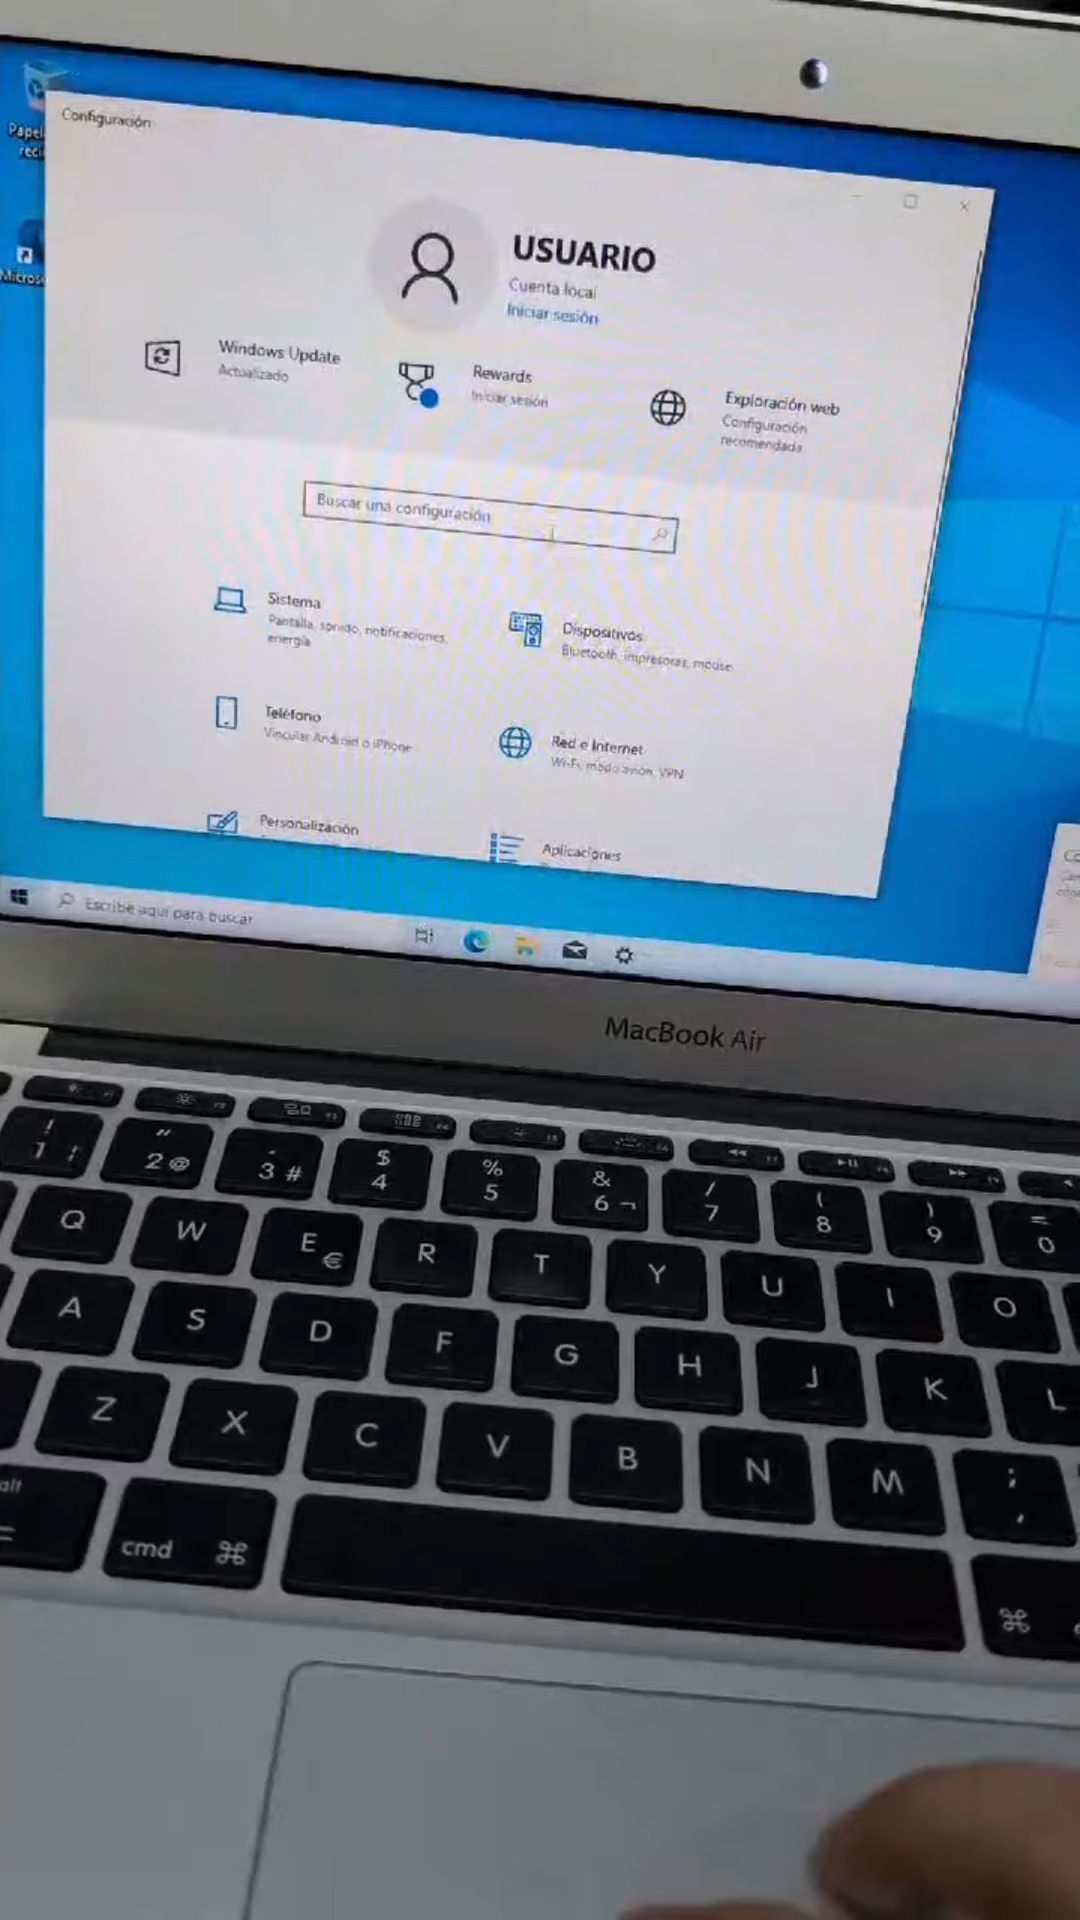 Configuración
USUARIO
Cuenta local
Iniciar sesión
Windows Update
Actualizado
Rewards
Iniciar sesión
Exploración web
Configuración
recomendada
Buscar una configuración
Sistema
Pantalla, sonido, notificaciones,
energía
Dispositivos
Bluetooth, impresoras, mouse
Teléfono
Vincular Android o iPhone
Red e Internet
Wi-Fi, modo avión, VPN
Personalización
Aplicaciones
Escribe aquí para buscar
MacBook Air
! " · $ % & / ( ) =
1 2 @ 3 # 4 5 6 ¬ 7 8 9 0
Q W E € R T Y U I O
A S D F G H J K L
Z X C V B N M ; ,
alt cmd ⌘ ⌘